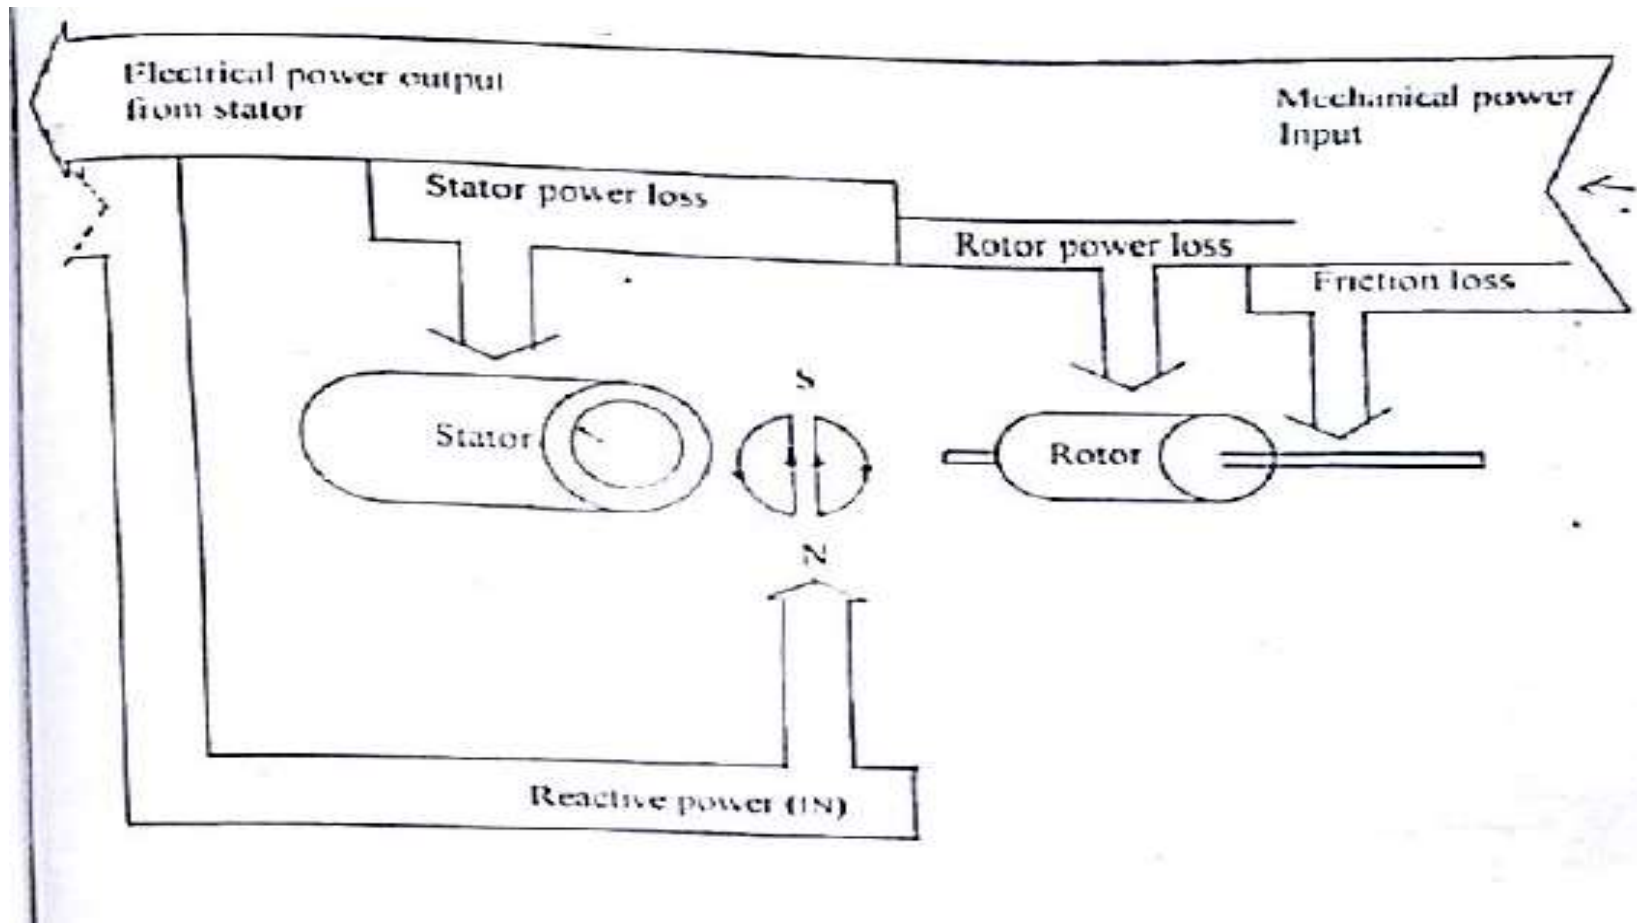 Electrical power output
from stator
Mechanical power
Input
Stator power loss
Rotor power loss
Friction loss
S
Stator
Rotor
N
Reactive power (IN)